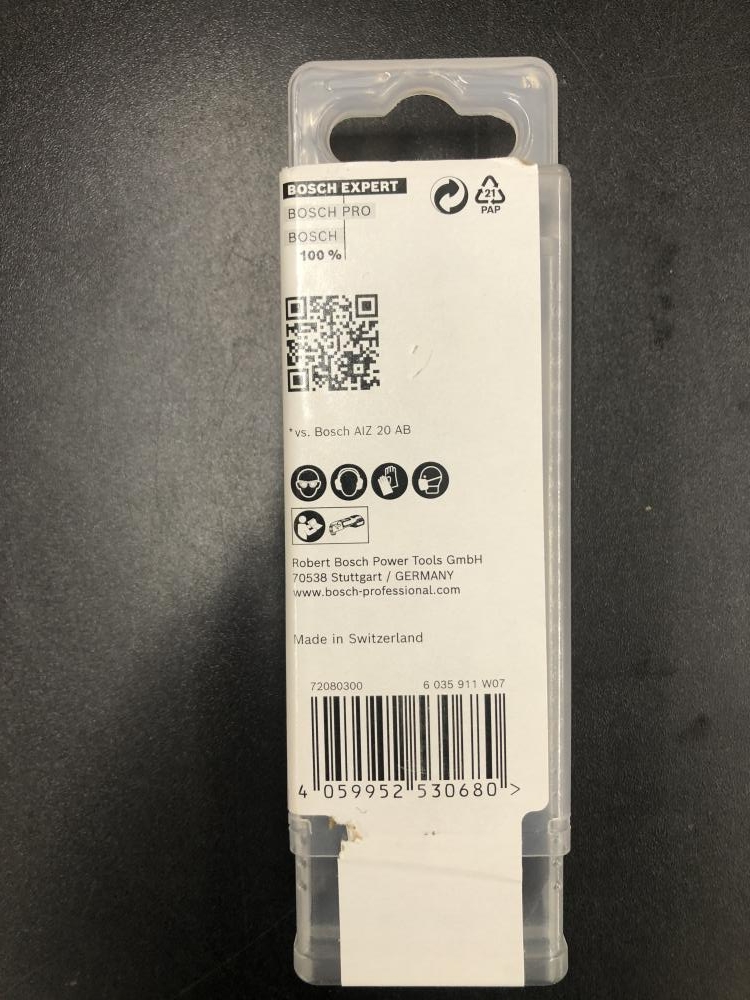 BOSCH EXPERT
BOSCH PRO
BOSCH
100 %
21
PAP
*vs. Bosch AIZ 20 AB
Robert Bosch Power Tools GmbH
70538 Stuttgart / GERMANY
www.bosch-professional.com
Made in Switzerland
72080300 6 035 911 W07
4 059952 530680 >